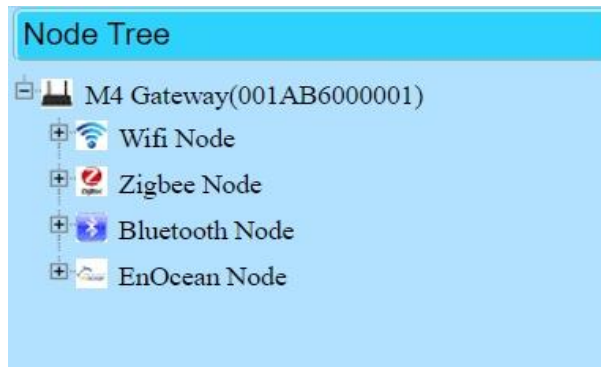 Node Tree
M4 Gateway(001AB6000001)
Wifi Node
Zigbee Node
Bluetooth Node
EnOcean Node